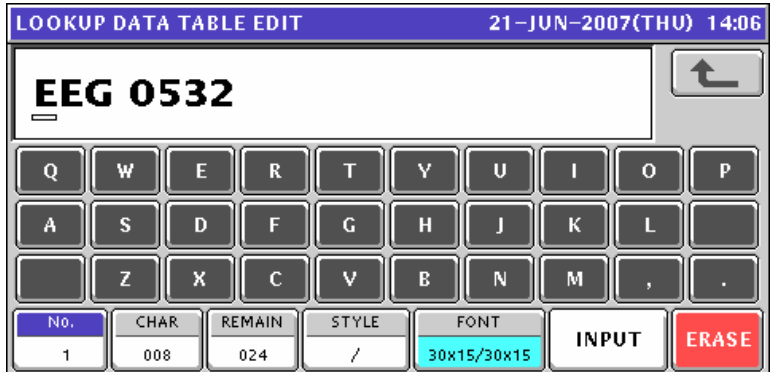 LOOKUP DATA TABLE EDIT 21-JUN-2007(THU) 14:06
EEG 0532
Q W E R T Y U I O P
A S D F G H J K L
Z X C V B N M , .
No. CHAR REMAIN STYLE FONT INPUT ERASE
1 008 024 / 30x15/30x15